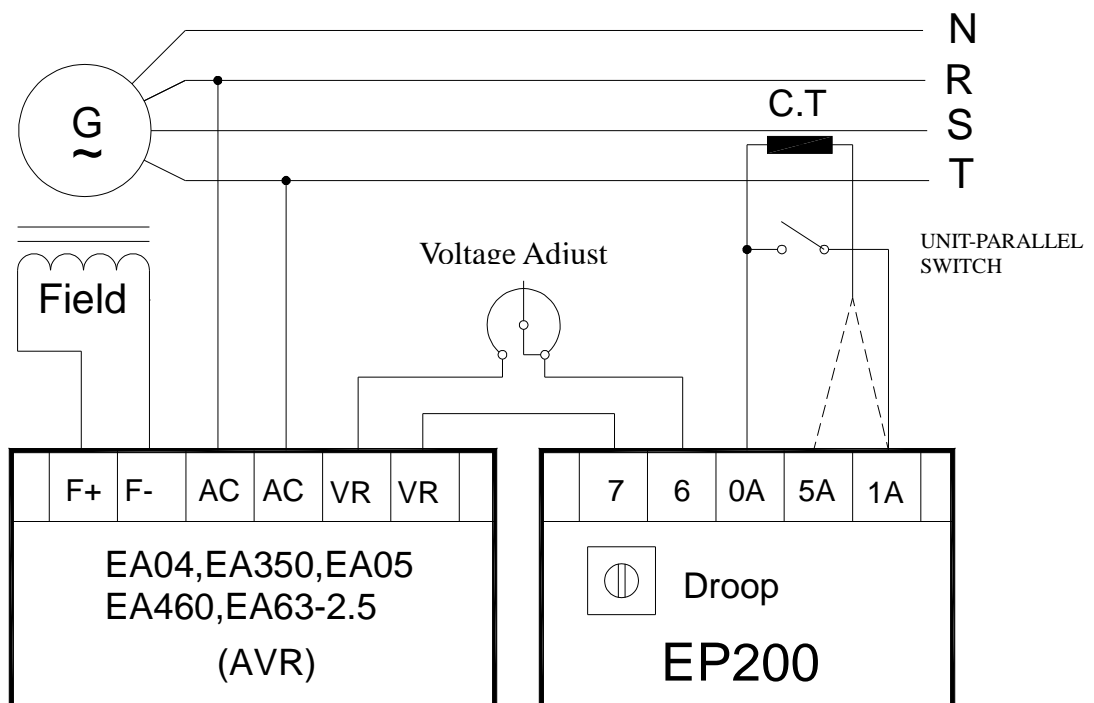 N
R
C.T
S
T
G
~
UNIT-PARALLEL
SWITCH
Voltage Adjust
Field
F+ F- AC AC VR VR
7 6 0A 5A 1A
EA04,EA350,EA05
EA460,EA63-2.5
(AVR)
Droop
EP200